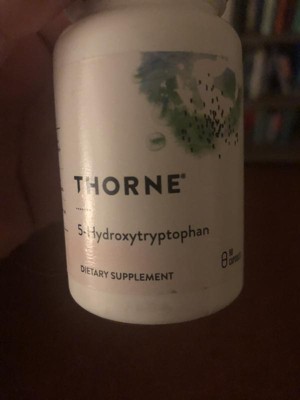 THORNE®
5-Hydroxytryptophan
DIETARY SUPPLEMENT